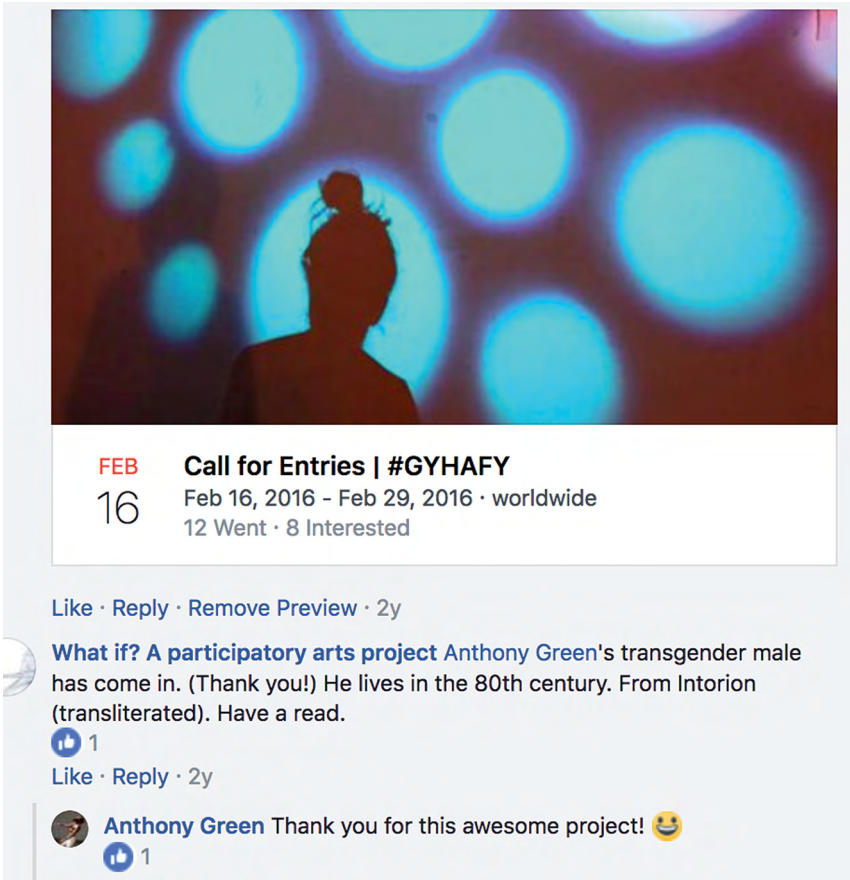 FEB
16
Call for Entries | #GYHAFY
Feb 16, 2016 - Feb 29, 2016 · worldwide
12 Went · 8 Interested
Like · Reply · Remove Preview · 2y
What if? A participatory arts project Anthony Green's transgender male
has come in. (Thank you!) He lives in the 80th century. From Intorion
(transliterated). Have a read.
1
Like · Reply · 2y
Anthony Green Thank you for this awesome project! 😃
1